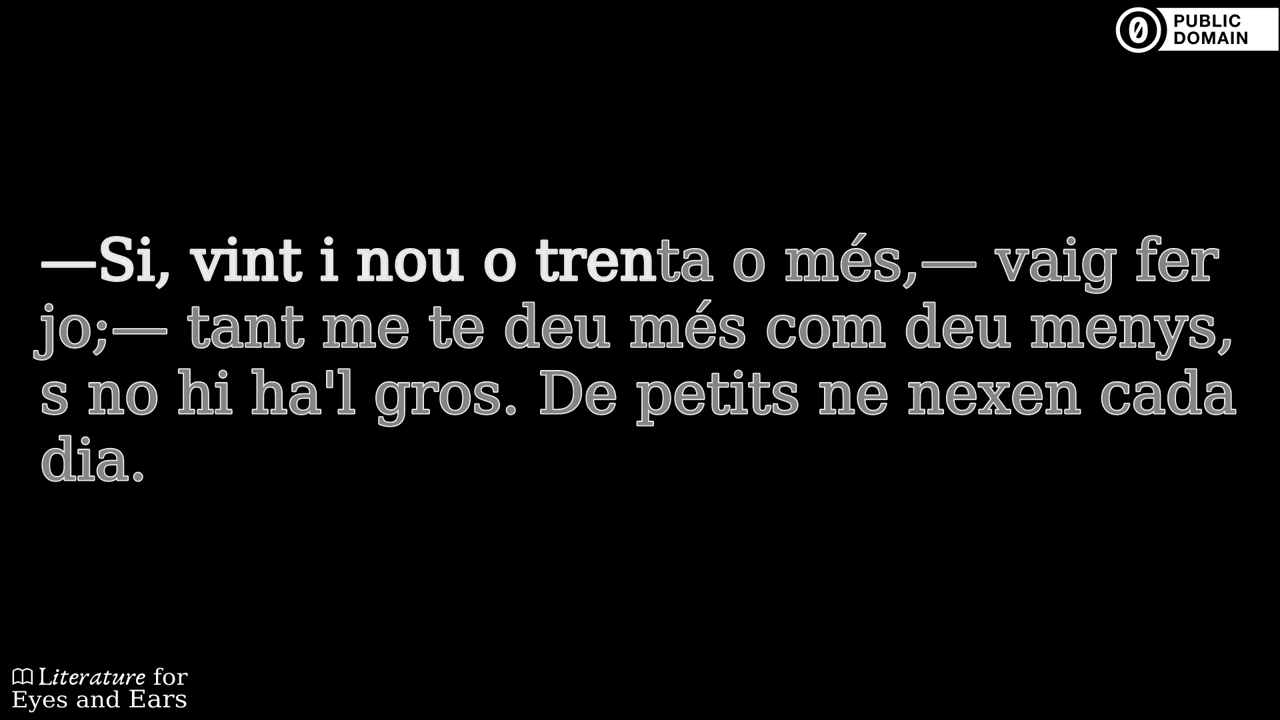 PUBLIC
DOMAIN
—Si, vint i nou o trenta o més,— vaig fer
jo;— tant me te deu més com deu menys,
s no hi ha'l gros. De petits ne nexen cada
dia.
Literature for
Eyes and Ears